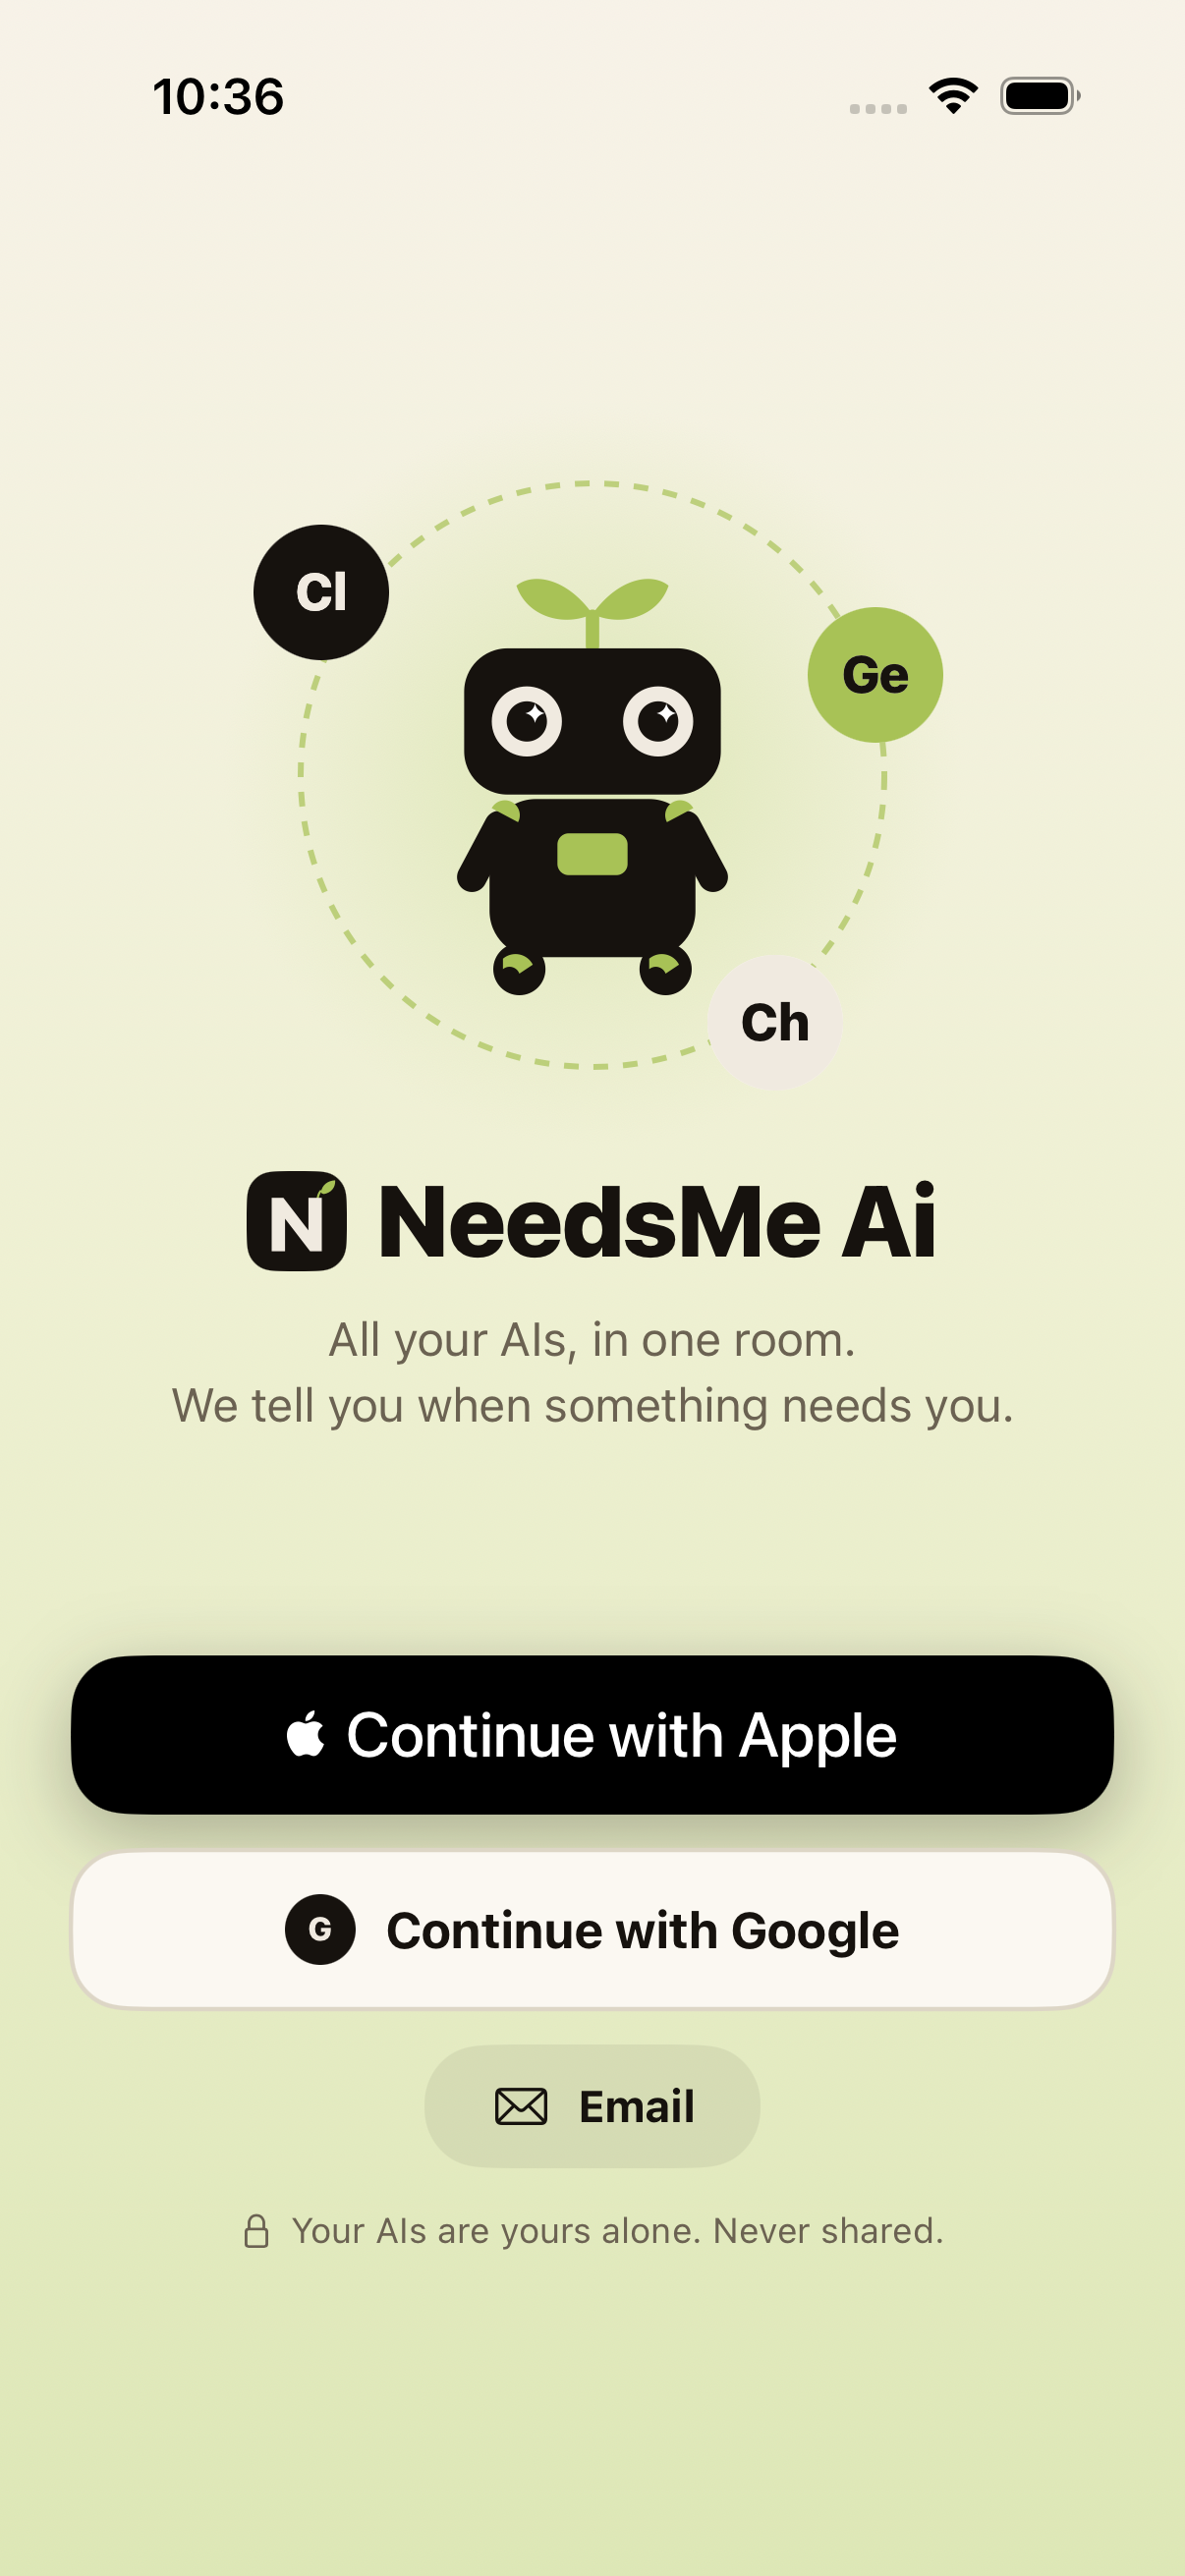 10:36
Cl
Ge
Ch
N NeedsMe Ai
All your AIs, in one room.
We tell you when something needs you.
Continue with Apple
G Continue with Google
Email
Your AIs are yours alone. Never shared.